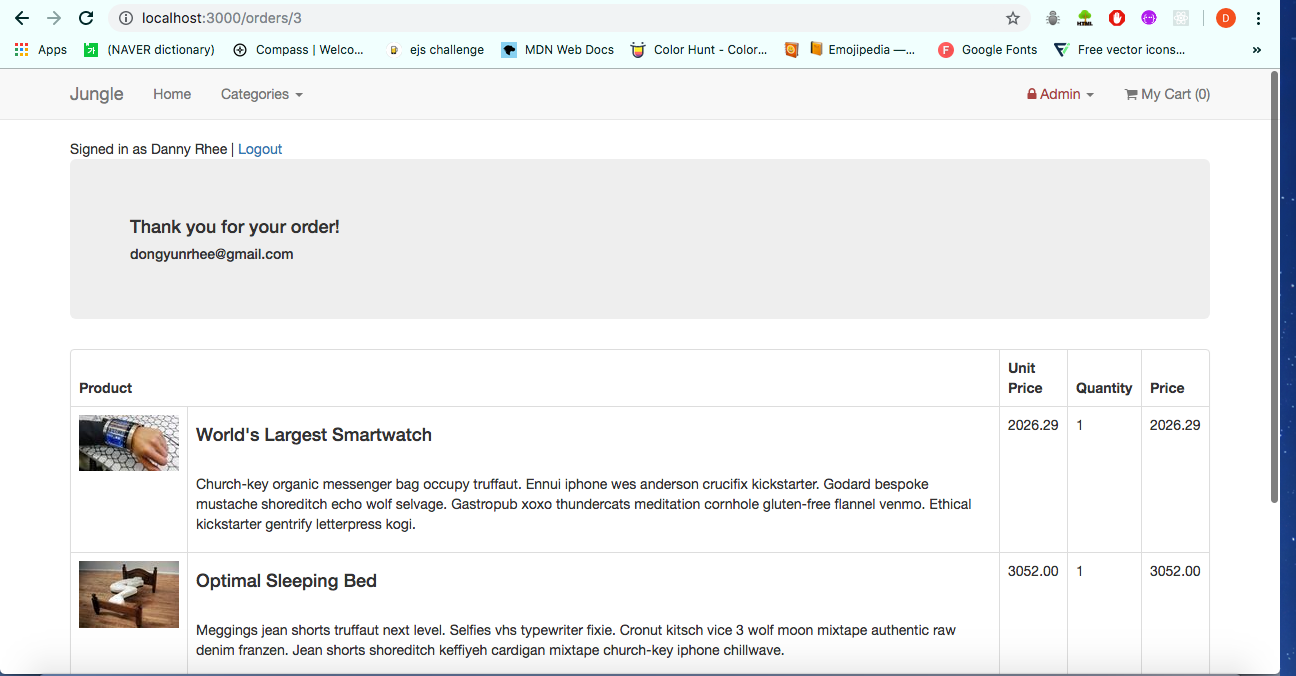 localhost:3000/orders/3
Apps (NAVER dictionary) Compass | Welco... ejs challenge MDN Web Docs Color Hunt - Color... Emojipedia —... Google Fonts Free vector icons... »
Jungle Home Categories Admin My Cart (0)
Signed in as Danny Rhee | Logout
Thank you for your order!
dongyunrhee@gmail.com
Product Unit Price Quantity Price
World's Largest Smartwatch 2026.29 1 2026.29
Church-key organic messenger bag occupy truffaut. Ennui iphone wes anderson crucifix kickstarter. Godard bespoke
mustache shoreditch echo wolf selvage. Gastropub xoxo thundercats meditation cornhole gluten-free flannel venmo. Ethical
kickstarter gentrify letterpress kogi.
Optimal Sleeping Bed 3052.00 1 3052.00
Meggings jean shorts truffaut next level. Selfies vhs typewriter fixie. Cronut kitsch vice 3 wolf moon mixtape authentic raw
denim franzen. Jean shorts shoreditch keffiyeh cardigan mixtape church-key iphone chillwave.